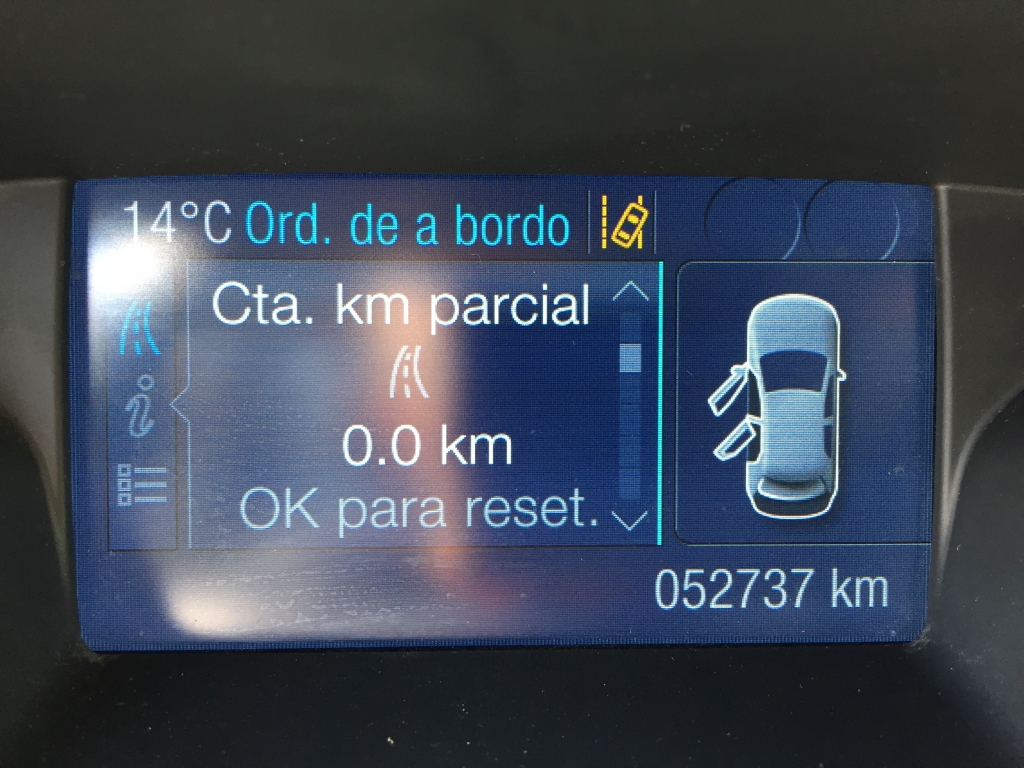 14°C Ord. de a bordo
Cta. km parcial
0.0 km
OK para reset.
052737 km